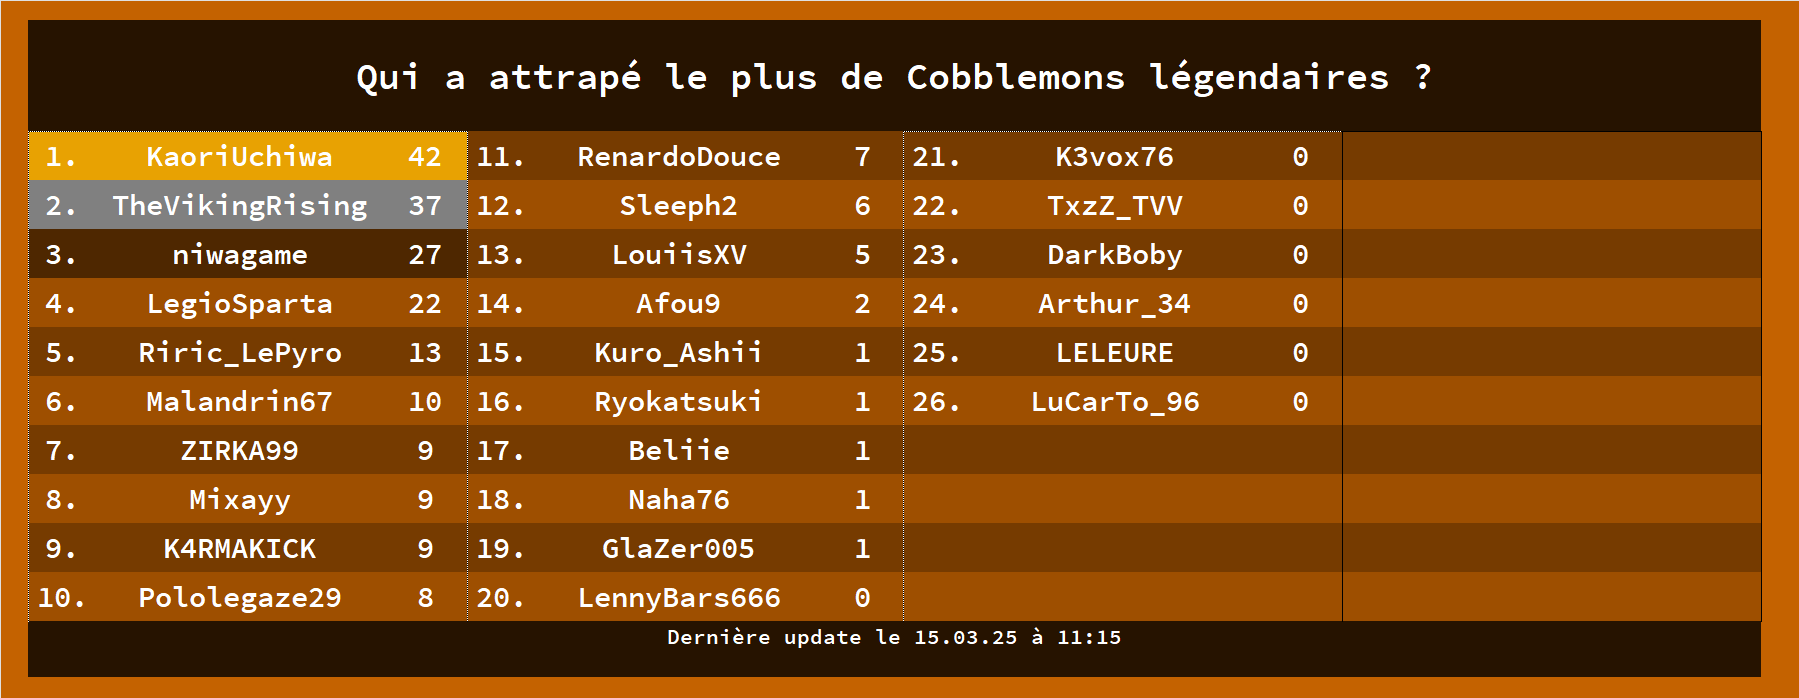 Qui a attrapé le plus de Cobblemons légendaires ?
1. KaoriUchiwa 42
2. TheVikingRising 37
3. niwagame 27
4. LegioSparta 22
5. Riric_LePyro 13
6. Malandrin67 10
7. ZIRKA99 9
8. Mixayy 9
9. K4RMAKICK 9
10. Pololegaze29 8
11. RenardoDouce 7
12. Sleeph2 6
13. LouiisXV 5
14. Afou9 2
15. Kuro_Ashii 1
16. Ryokatsuki 1
17. Beliie 1
18. Naha76 1
19. GlaZer005 1
20. LennyBars666 0
21. K3vox76 0
22. TxzZ_TVV 0
23. DarkBoby 0
24. Arthur_34 0
25. LELEURE 0
26. LuCarTo_96 0
Dernière update le 15.03.25 à 11:15